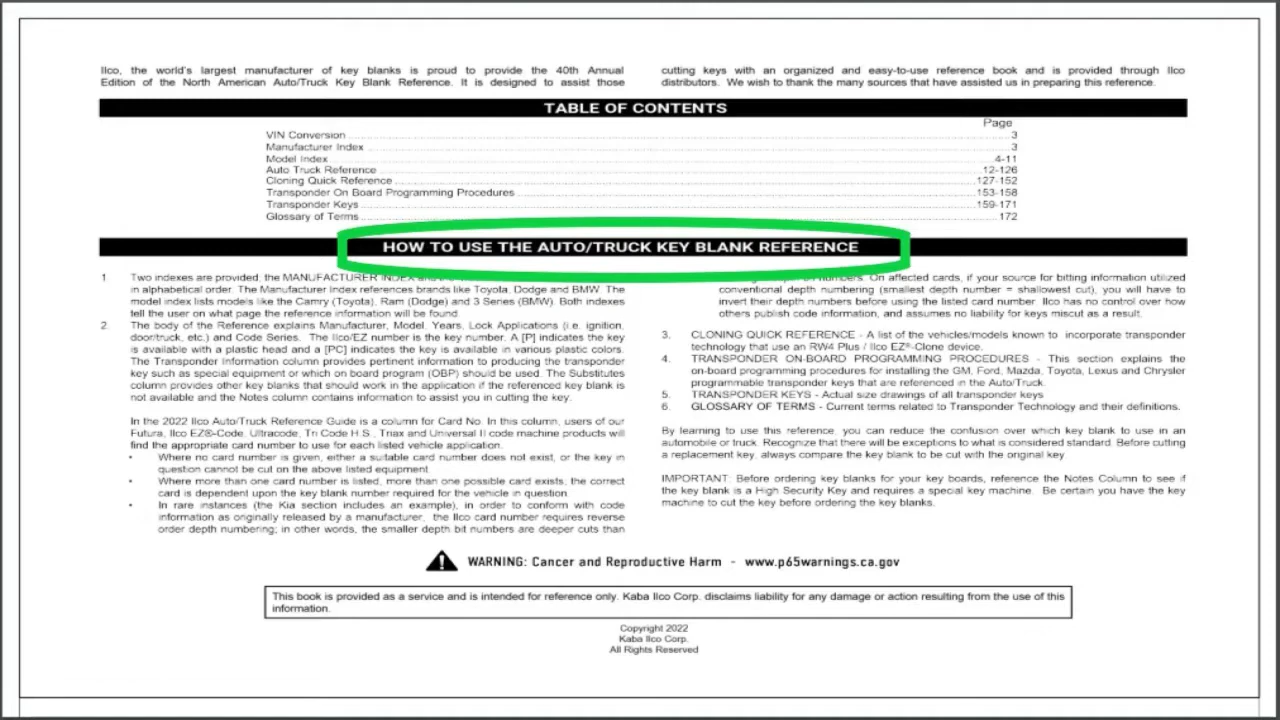 Ilco, the world's largest manufacturer of key blanks is proud to provide the 40th Annual
Edition of the North American Auto/Truck Key Blank Reference. It is designed to assist those
cutting keys with an organized and easy-to-use reference book and is provided through Ilco
distributors. We wish to thank the many sources that have assisted us in preparing this reference.
TABLE OF CONTENTS
Page
VIN Conversion 3
Manufacturer Index 3
Model Index 4-11
Auto Truck Reference 12-126
Cloning Quick Reference 127-152
Transponder On Board Programming Procedures 153-158
Transponder Keys 159-171
Glossary of Terms 172
HOW TO USE THE AUTO/TRUCK KEY BLANK REFERENCE
1 Two indexes are provided, the MANUFACTURER INDEX
in alphabetical order. The Manufacturer Index references brands like Toyota, Dodge and BMW. The
model index lists models like the Camry (Toyota), Ram (Dodge) and 3 Series (BMW). Both indexes
tell the user on what page the reference information will be found.
2. The body of the Reference explains Manufacturer, Model, Years, Lock Applications (i.e. ignition,
door/truck, etc.) and Code Series. The Ilco/EZ number is the key number. A [P] indicates the key
is available with a plastic head and a [PC] indicates the key is available in various plastic colors.
The Transponder Information column provides pertinent information to producing the transponder
key such as special equipment or which on board program (OBP) should be used. The Substitutes
column provides other key blanks that should work in the application if the referenced key blank is
not available and the Notes column contains information to assist you in cutting the key.
In the 2022 Ilco Auto/Truck Reference Guide is a column for Card No. In this column, users of our
Futura, Ilco EZ®-Code, Ultracode, Tri Code H.S., Triax and Universal II code machine products will
find the appropriate card number to use for each listed vehicle application.
• Where no card number is given, either a suitable card number does not exist, or the key in
question cannot be cut on the above listed equipment.
• Where more than one card number is listed, more than one possible card exists, the correct
card is dependent upon the key blank number required for the vehicle in question.
• In rare instances (the Kia section includes an example), in order to conform with code
information as originally released by a manufacturer, the Ilco card number requires reverse
order depth numbering; in other words, the smaller depth bit numbers are deeper cuts than
numbers. On affected cards, if your source for bitting information utilized
conventional depth numbering (smallest depth number = shallowest cut), you will have to
invert their depth numbers before using the listed card number. Ilco has no control over how
others publish code information, and assumes no liability for keys miscut as a result.
3. CLONING QUICK REFERENCE - A list of the vehicles/models known to incorporate transponder
technology that use an RW4 Plus / Ilco EZ®-Clone device.
4. TRANSPONDER ON-BOARD PROGRAMMING PROCEDURES - This section explains the
on-board programming procedures for installing the GM, Ford, Mazda, Toyota, Lexus and Chrysler
programmable transponder keys that are referenced in the Auto/Truck.
5. TRANSPONDER KEYS - Actual size drawings of all transponder keys
6. GLOSSARY OF TERMS - Current terms related to Transponder Technology and their definitions.
By learning to use this reference, you can reduce the confusion over which key blank to use in an
automobile or truck. Recognize that there will be exceptions to what is considered standard. Before cutting
a replacement key, always compare the key blank to be cut with the original key
IMPORTANT: Before ordering key blanks for your key boards, reference the Notes Column to see if
the key blank is a High Security Key and requires a special key machine. Be certain you have the key
machine to cut the key before ordering the key blanks.
WARNING: Cancer and Reproductive Harm - www.p65warnings.ca.gov
This book is provided as a service and is intended for reference only. Kaba Ilco Corp. disclaims liability for any damage or action resulting from the use of this
information.
Copyright 2022
Kaba Ilco Corp.
All Rights Reserved